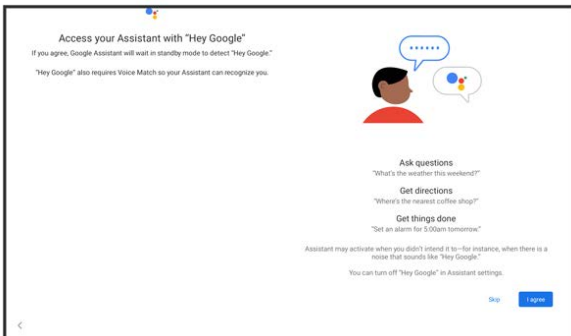 Access your Assistant with "Hey Google"
If you agree, Google Assistant will wait in standby mode to detect "Hey Google."
"Hey Google" also requires Voice Match so your Assistant can recognize you.
Ask questions
"What's the weather this weekend?"
Get directions
"Where's the nearest coffee shop?"
Get things done
"Set an alarm for 5:00am tomorrow."
Assistant may activate when you didn't intend it to—for instance, when there is a
noise that sounds like "Hey Google."
You can turn off "Hey Google" in Assistant settings.
Skip
I agree